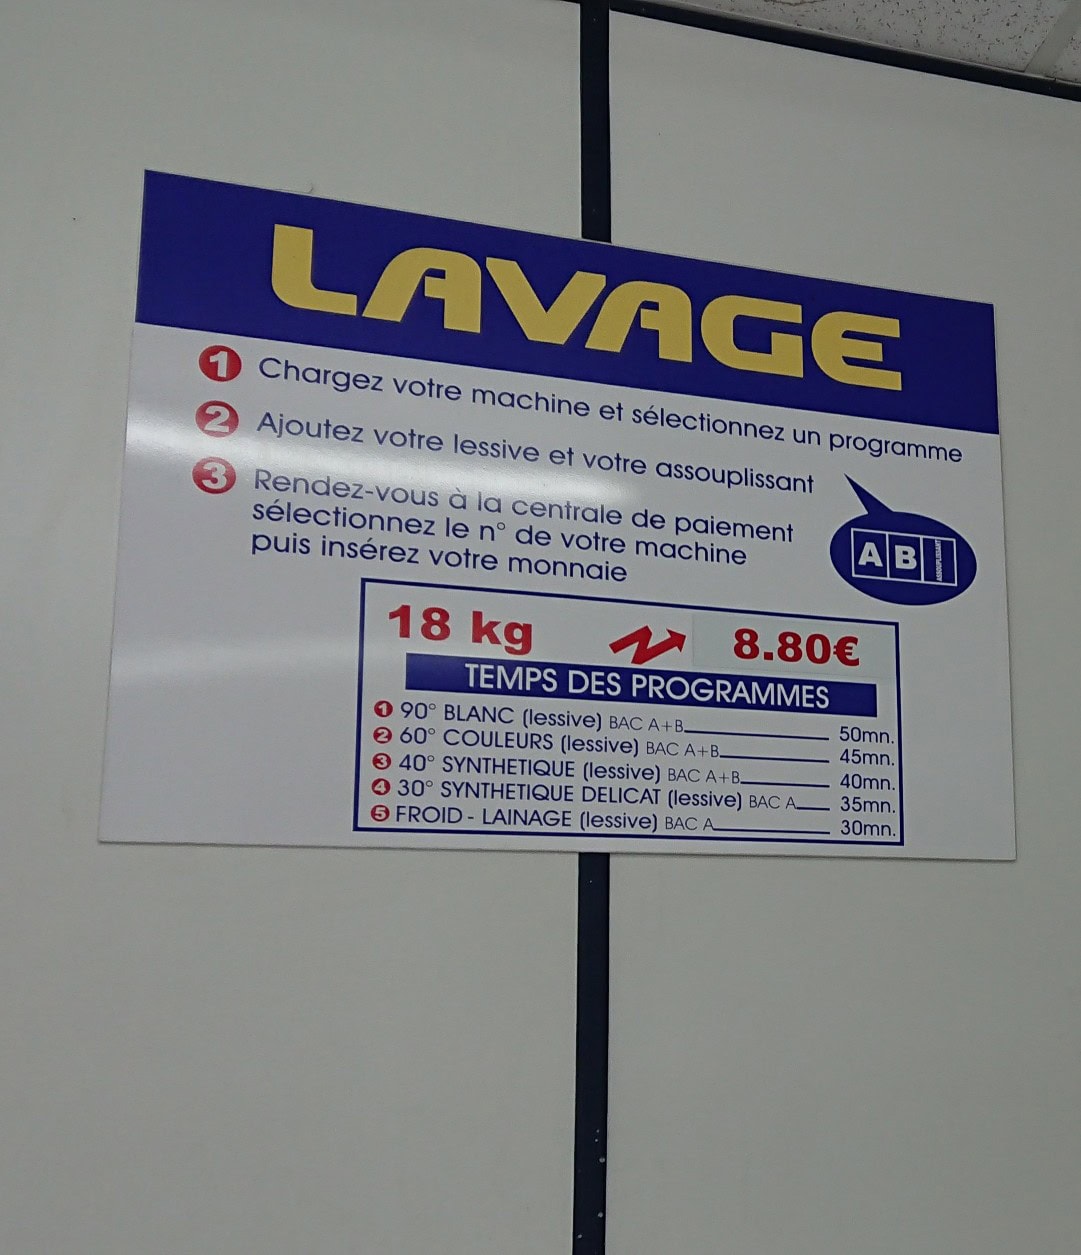 LAVAGE
1 Chargez votre machine et sélectionnez un programme
2 Ajoutez votre lessive et votre assouplissant
3 Rendez-vous à la centrale de paiement
sélectionnez le n° de votre machine
puis insérez votre monnaie
A B ASSOUPLISSANT
18 kg 8.80€
TEMPS DES PROGRAMMES
1 90° BLANC (lessive) BAC A+B 50mn.
2 60° COULEURS (lessive) BAC A+B 45mn.
3 40° SYNTHETIQUE (lessive) BAC A+B 40mn.
4 30° SYNTHETIQUE DELICAT (lessive) BAC A 35mn.
5 FROID - LAINAGE (lessive) BAC A 30mn.